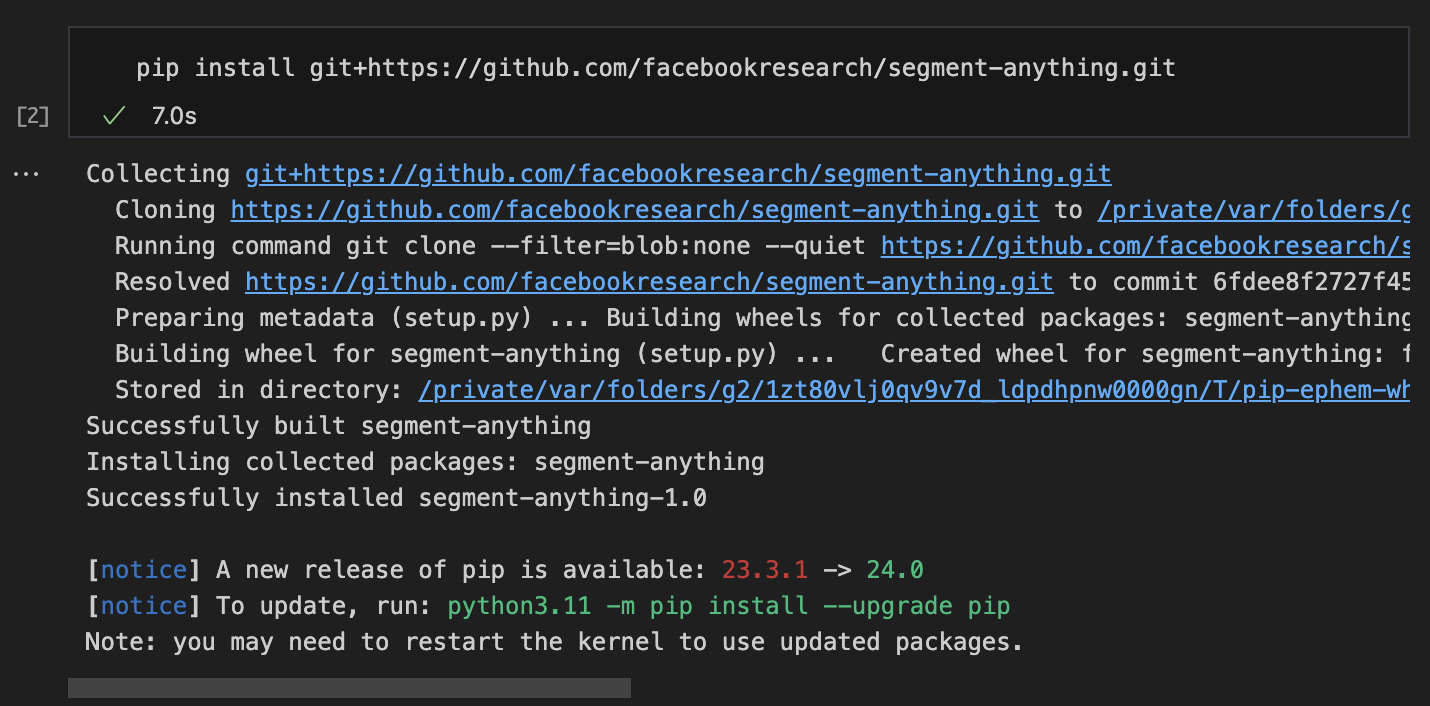 pip install git+https://github.com/facebookresearch/segment-anything.git
[2] ✓ 7.0s
... Collecting git+https://github.com/facebookresearch/segment-anything.git
Cloning https://github.com/facebookresearch/segment-anything.git to /private/var/folders/g
Running command git clone --filter=blob:none --quiet https://github.com/facebookresearch/s
Resolved https://github.com/facebookresearch/segment-anything.git to commit 6fdee8f2727f45
Preparing metadata (setup.py) ... Building wheels for collected packages: segment-anything
Building wheel for segment-anything (setup.py) ... Created wheel for segment-anything: f
Stored in directory: /private/var/folders/g2/1zt80vlj0qv9v7d_ldpdhpnw0000gn/T/pip-ephem-wh
Successfully built segment-anything
Installing collected packages: segment-anything
Successfully installed segment-anything-1.0
[notice] A new release of pip is available: 23.3.1 -> 24.0
[notice] To update, run: python3.11 -m pip install --upgrade pip
Note: you may need to restart the kernel to use updated packages.